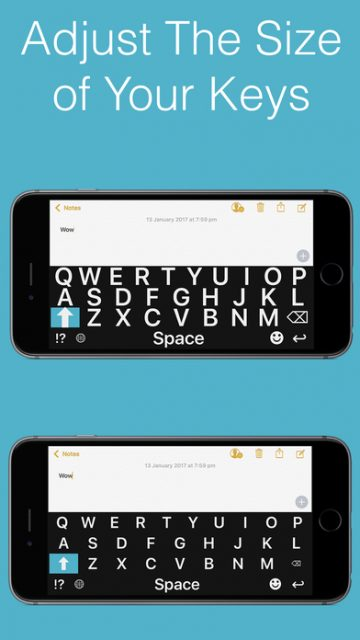 Adjust The Size
of Your Keys
Notes
13 January 2017 at 7:59 pm
Wow
Q W E R T Y U I O P
A S D F G H J K L
Z X C V B N M
!? Space
Notes
13 January 2017 at 7:59 pm
Wow
Q W E R T Y U I O P
A S D F G H J K L
Z X C V B N M
!? Space